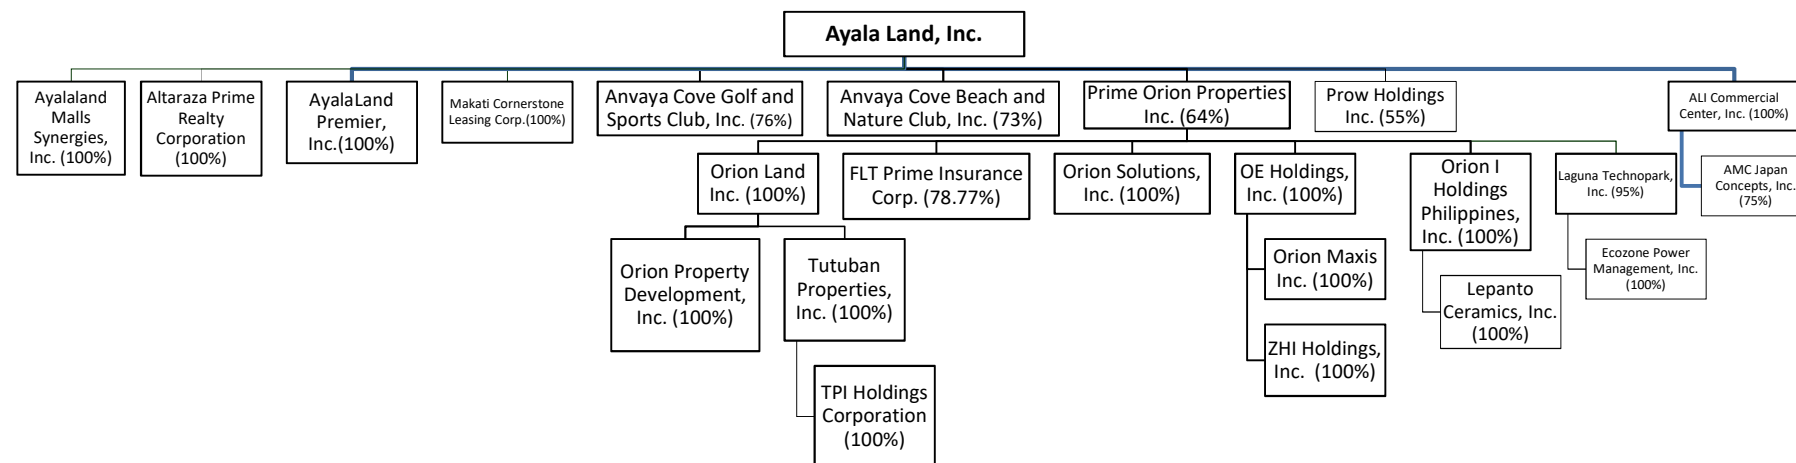 Ayala Land, Inc.
Ayalaland
Malls
Synergies,
Inc. (100%)
Altaraza Prime
Realty
Corporation
(100%)
AyalaLand
Premier,
Inc.(100%)
Makati Cornerstone
Leasing Corp.(100%)
Anvaya Cove Golf and
Sports Club, Inc. (76%)
Anvaya Cove Beach and
Nature Club, Inc. (73%)
Prime Orion Properties
Inc. (64%)
Prow Holdings
Inc. (55%)
ALI Commercial
Center, Inc. (100%)
Orion Land
Inc. (100%)
FLT Prime Insurance
Corp. (78.77%)
Orion Solutions,
Inc. (100%)
OE Holdings,
Inc. (100%)
Orion I
Holdings
Philippines,
Inc. (100%)
Laguna Technopark,
Inc. (95%)
AMC Japan
Concepts, Inc.
(75%)
Orion Property
Development,
Inc. (100%)
Tutuban
Properties,
Inc. (100%)
Orion Maxis
Inc. (100%)
Ecozone Power
Management, Inc.
(100%)
Lepanto
Ceramics, Inc.
(100%)
ZHI Holdings,
Inc. (100%)
TPI Holdings
Corporation
(100%)